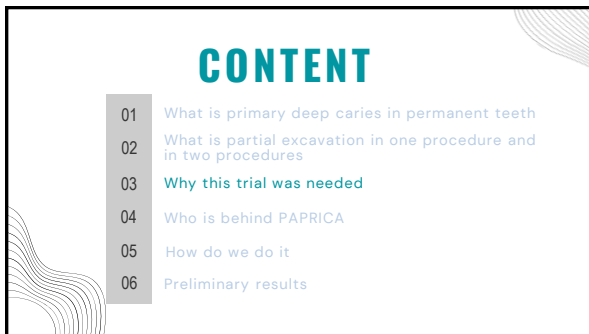 CONTENT
01 What is primary deep caries in permanent teeth
02 What is partial excavation in one procedure and
in two procedures
03 Why this trial was needed
04 Who is behind PAPRICA
05 How do we do it
06 Preliminary results